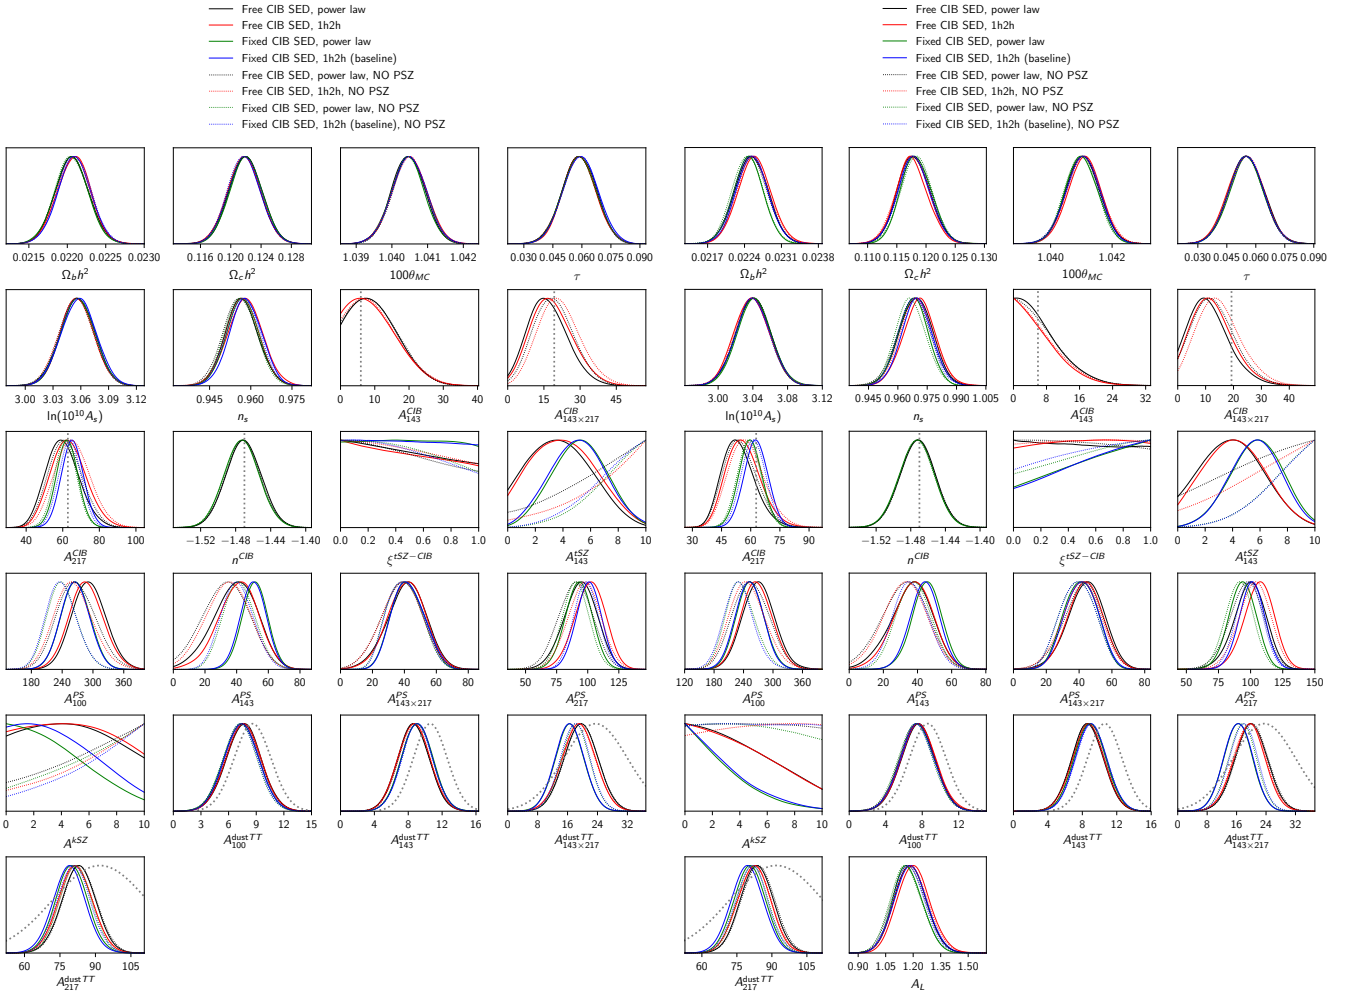 Free CIB SED, power law
Free CIB SED, 1h2h
Fixed CIB SED, power law
Fixed CIB SED, 1h2h (baseline)
Free CIB SED, power law, NO PSZ
Free CIB SED, 1h2h, NO PSZ
Fixed CIB SED, power law, NO PSZ
Fixed CIB SED, 1h2h (baseline), NO PSZ
Free CIB SED, power law
Free CIB SED, 1h2h
Fixed CIB SED, power law
Fixed CIB SED, 1h2h (baseline)
Free CIB SED, power law, NO PSZ
Free CIB SED, 1h2h, NO PSZ
Fixed CIB SED, power law, NO PSZ
Fixed CIB SED, 1h2h (baseline), NO PSZ
0.0215 0.0220 0.0225 0.0230 0.116 0.120 0.124 0.128 1.039 1.040 1.041 1.042 0.030 0.045 0.060 0.075 0.090 0.0217 0.0224 0.0231 0.0238 0.110 0.115 0.120 0.125 0.130 1.040 1.042 0.030 0.045 0.060 0.075 0.090
Ω_b h² Ω_c h² 100θ_MC τ Ω_b h² Ω_c h² 100θ_MC τ
3.00 3.03 3.06 3.09 3.12 0.945 0.960 0.975 0 10 20 30 40 0 15 30 45 3.00 3.04 3.08 3.12 0.945 0.960 0.975 0.990 1.005 0 8 16 24 32 0 10 20 30 40
ln(10¹⁰A_s) n_s A^CIB_143 A^CIB_143×217 ln(10¹⁰A_s) n_s A^CIB_143 A^CIB_143×217
40 60 80 100 −1.52 −1.48 −1.44 −1.40 0.0 0.2 0.4 0.6 0.8 1.0 0 2 4 6 8 10 30 45 60 75 90 −1.52 −1.48 −1.44 −1.40 0.0 0.2 0.4 0.6 0.8 1.0 0 2 4 6 8 10
A^CIB_217 n^CIB ξ^tSZ−CIB A^tSZ_143 A^CIB_217 n^CIB ξ^tSZ−CIB A^tSZ_143
180 240 300 360 0 20 40 60 80 0 20 40 60 80 50 75 100 125 120 180 240 300 360 0 20 40 60 80 0 20 40 60 80 50 75 100 125 150
A^PS_100 A^PS_143 A^PS_143×217 A^PS_217 A^PS_100 A^PS_143 A^PS_143×217 A^PS_217
0 2 4 6 8 10 0 3 6 9 12 15 0 4 8 12 16 0 8 16 24 32 0 2 4 6 8 10 0 4 8 12 0 4 8 12 16 0 8 16 24 32
A^kSZ A^dust TT_100 A^dust TT_143 A^dust TT_143×217 A^kSZ A^dust TT_100 A^dust TT_143 A^dust TT_143×217
60 75 90 105 60 75 90 105 0.90 1.05 1.20 1.35 1.50
A^dust TT_217 A^dust TT_217 A_L